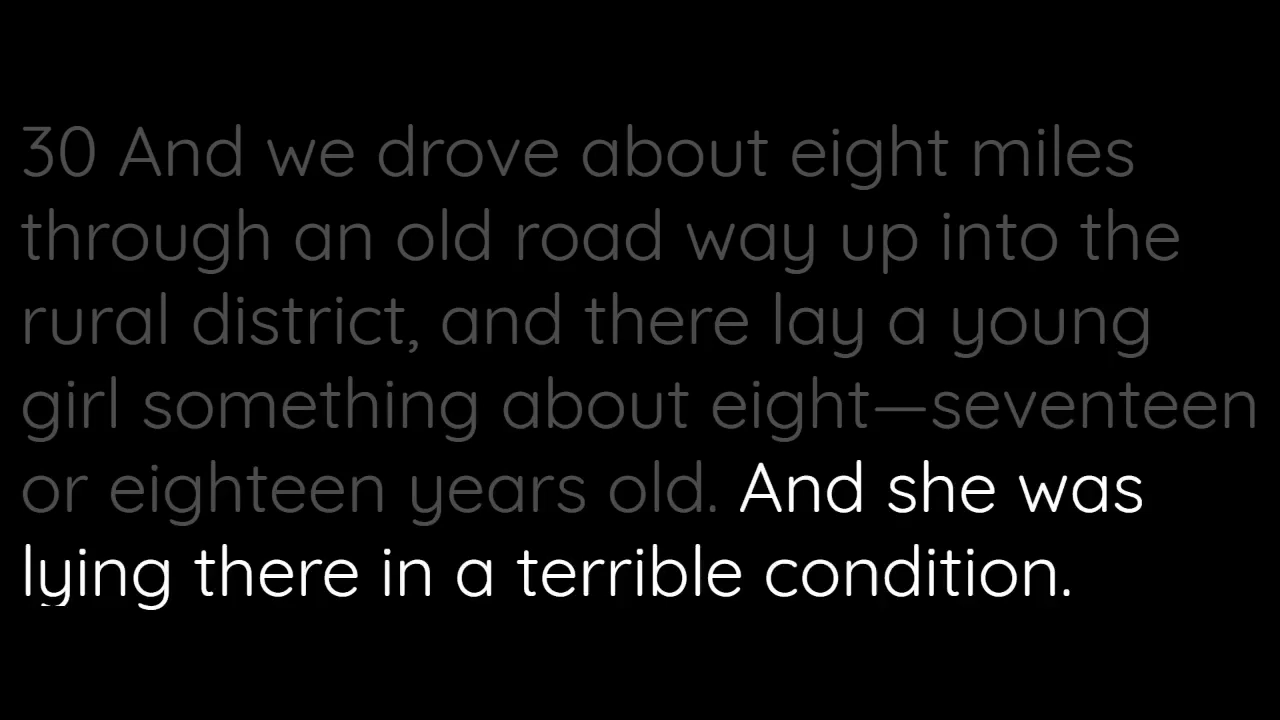 30 And we drove about eight miles
through an old road way up into the
rural district, and there lay a young
girl something about eight—seventeen
or eighteen years old. And she was
lying there in a terrible condition.